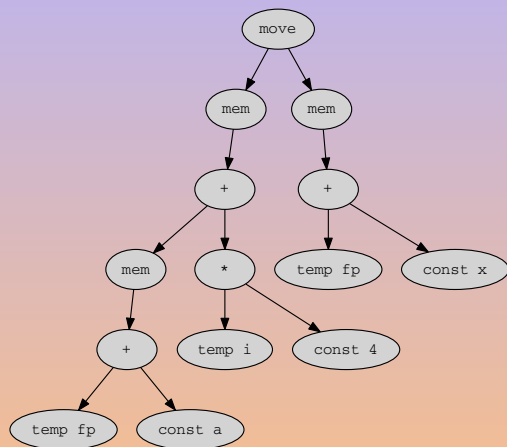 move
mem mem
+ +
mem * temp fp const x
+ temp i const 4
temp fp const a